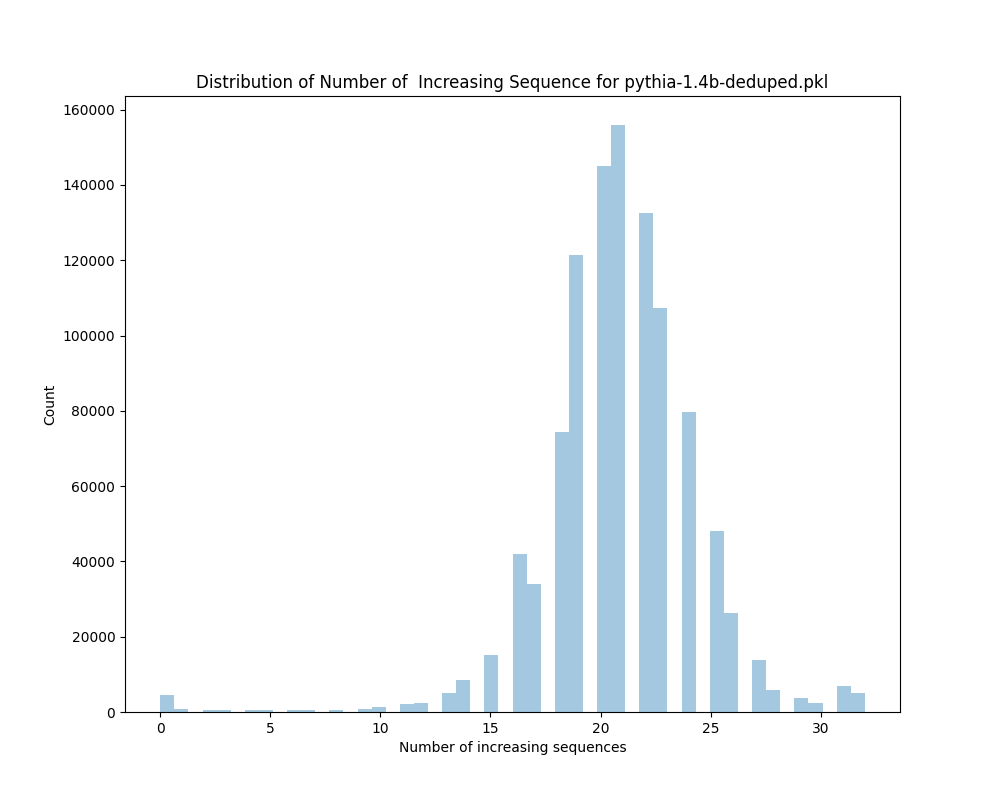 Distribution of Number of  Increasing Sequence for pythia-1.4b-deduped.pkl
160000
140000
120000
100000
80000
60000
40000
20000
0
Count
0 5 10 15 20 25 30
Number of increasing sequences